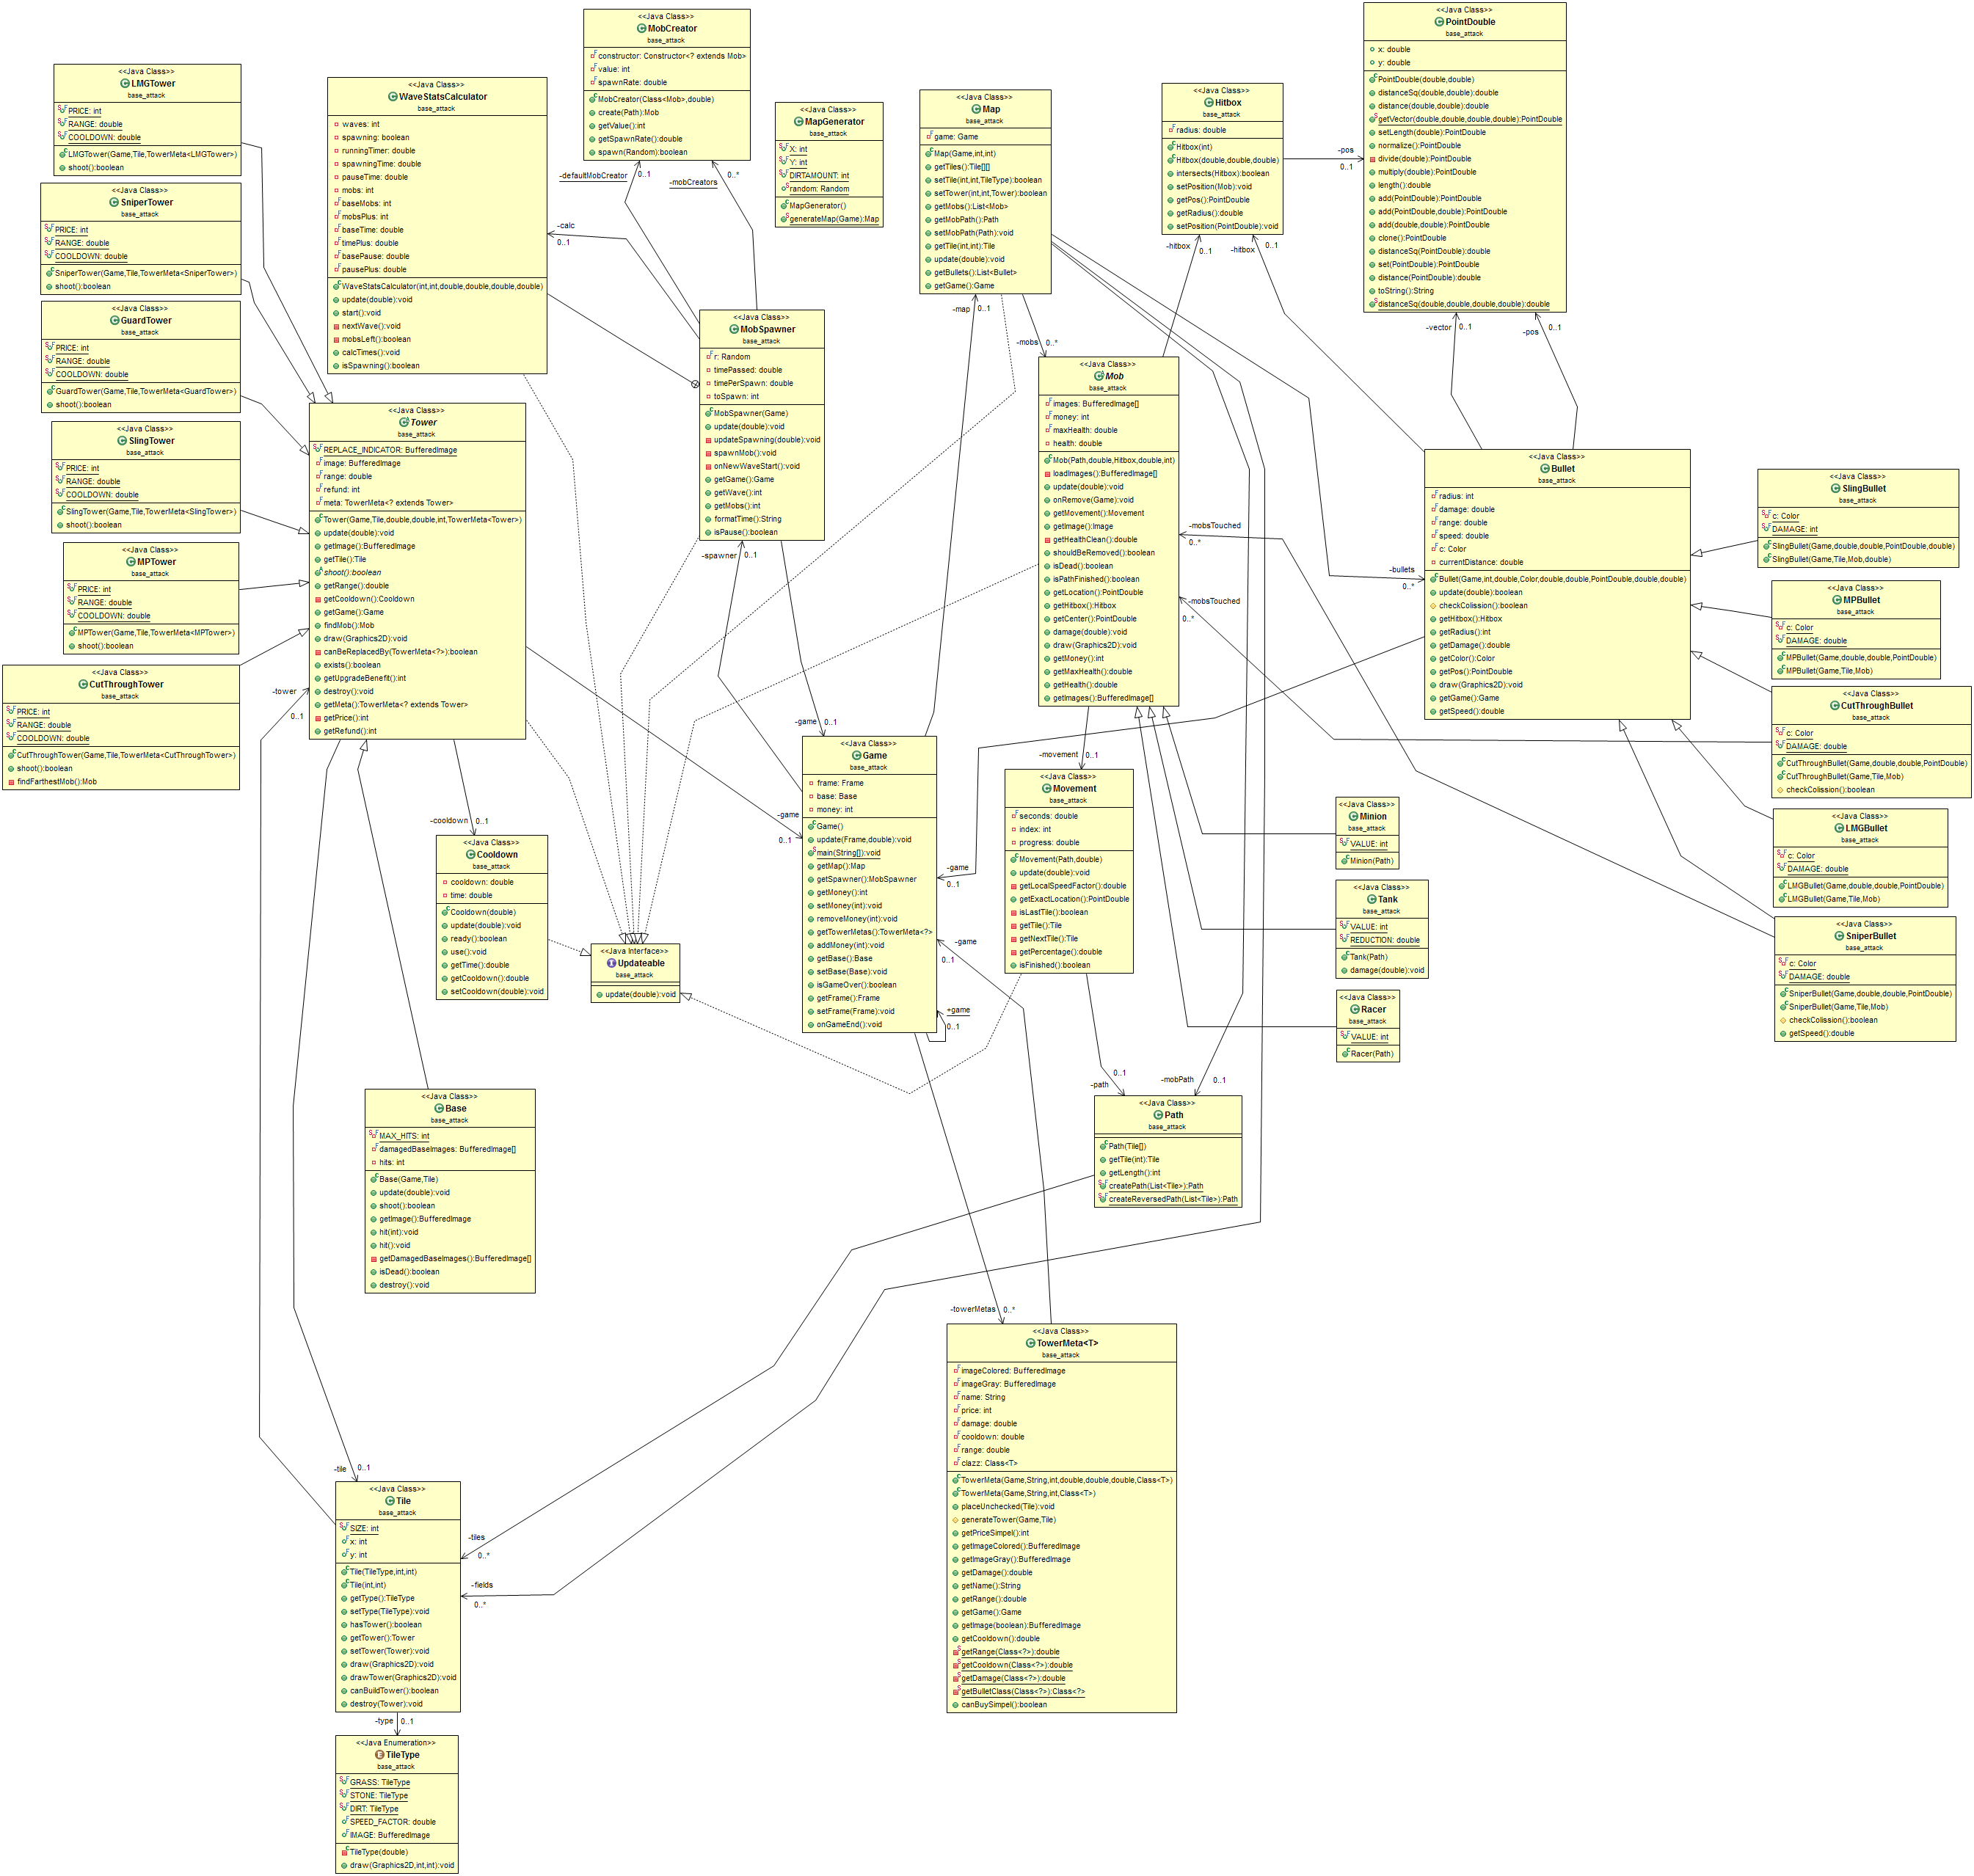 <<Java Class>>
LMGTower
base_attack
PRICE: int
RANGE: double
COOLDOWN: double
LMGTower(Game,Tile,TowerMeta<LMGTower>)
shoot():boolean
<<Java Class>>
SniperTower
base_attack
PRICE: int
RANGE: double
COOLDOWN: double
SniperTower(Game,Tile,TowerMeta<SniperTower>)
shoot():boolean
<<Java Class>>
GuardTower
base_attack
PRICE: int
RANGE: double
COOLDOWN: double
GuardTower(Game,Tile,TowerMeta<GuardTower>)
shoot():boolean
<<Java Class>>
SlingTower
base_attack
PRICE: int
RANGE: double
COOLDOWN: double
SlingTower(Game,Tile,TowerMeta<SlingTower>)
shoot():boolean
<<Java Class>>
MPTower
base_attack
PRICE: int
RANGE: double
COOLDOWN: double
MPTower(Game,Tile,TowerMeta<MPTower>)
shoot():boolean
<<Java Class>>
CutThroughTower
base_attack
PRICE: int
RANGE: double
COOLDOWN: double
CutThroughTower(Game,Tile,TowerMeta<CutThroughTower>)
shoot():boolean
findFarthestMob():Mob
<<Java Class>>
WaveStatsCalculator
base_attack
waves: int
spawning: boolean
runningTimer: double
spawningTime: double
pauseTime: double
mobs: int
baseMobs: int
mobsPlus: int
baseTime: double
timePlus: double
basePause: double
pausePlus: double
WaveStatsCalculator(int,int,double,double,double,double)
update(double):void
start():void
nextWave():void
mobsLeft():boolean
calcTimes():void
isSpawning():boolean
<<Java Class>>
MobCreator
base_attack
constructor: Constructor<? extends Mob>
value: int
spawnRate: double
MobCreator(Class<Mob>,double)
create(Path):Mob
getValue():int
getSpawnRate():double
spawn(Random):boolean
-defaultMobCreator
0..1
-mobCreators
0..*
-calc
0..1
<<Java Class>>
MapGenerator
base_attack
X: int
Y: int
DIRTAMOUNT: int
random: Random
MapGenerator()
generateMap(Game):Map
<<Java Class>>
Map
base_attack
game: Game
Map(Game,int,int)
getTiles():Tile[][]
setTile(int,int,TileType):boolean
setTower(int,int,Tower):boolean
getMobs():List<Mob>
getMobPath():Path
setMobPath(Path):void
getTile(int,int):Tile
update(double):void
getBullets():List<Bullet>
getGame():Game
-map
0..1
-mobs
0..*
<<Java Class>>
Hitbox
base_attack
radius: double
Hitbox(int)
Hitbox(double,double,double)
intersects(Hitbox):boolean
setPosition(Mob):void
getPos():PointDouble
getRadius():double
setPosition(PointDouble):void
-pos
0..1
-hitbox
0..1
-hitbox
0..1
<<Java Class>>
PointDouble
base_attack
x: double
y: double
PointDouble(double,double)
distanceSq(double,double):double
distance(double,double):double
getVector(double,double,double,double):PointDouble
setLength(double):PointDouble
normalize():PointDouble
divide(double):PointDouble
multiply(double):PointDouble
length():double
add(PointDouble):PointDouble
add(PointDouble,double):PointDouble
add(double,double):PointDouble
clone():PointDouble
distanceSq(PointDouble):double
set(PointDouble):PointDouble
distance(PointDouble):double
toString():String
distanceSq(double,double,double,double):double
-vector
0..1
-pos
0..1
<<Java Class>>
MobSpawner
base_attack
r: Random
timePassed: double
timePerSpawn: double
toSpawn: int
MobSpawner(Game)
update(double):void
updateSpawning(double):void
spawnMob():void
onNewWaveStart():void
getGame():Game
getWave():int
getMobs():int
formatTime():String
isPause():boolean
-spawner
0..1
-game
0..1
<<Java Class>>
Mob
base_attack
images: BufferedImage[]
money: int
maxHealth: double
health: double
Mob(Path,double,Hitbox,double,int)
loadImages():BufferedImage[]
update(double):void
onRemove(Game):void
getMovement():Movement
getImage():Image
getHealthClean():double
shouldBeRemoved():boolean
isDead():boolean
isPathFinished():boolean
getLocation():PointDouble
getHitbox():Hitbox
getCenter():PointDouble
damage(double):void
draw(Graphics2D):void
getMoney():int
getMaxHealth():double
getHealth():double
getImages():BufferedImage[]
-mobsTouched
0..*
-mobsTouched
0..*
-movement
0..1
<<Java Class>>
Bullet
base_attack
radius: int
damage: double
range: double
speed: double
c: Color
currentDistance: double
Bullet(Game,int,double,Color,double,double,PointDouble,double,double)
update(double):boolean
checkColission():boolean
getHitbox():Hitbox
getRadius():int
getDamage():double
getColor():Color
getPos():PointDouble
draw(Graphics2D):void
getGame():Game
getSpeed():double
-bullets
0..*
<<Java Class>>
SlingBullet
base_attack
c: Color
DAMAGE: int
SlingBullet(Game,double,double,PointDouble,double)
SlingBullet(Game,Tile,Mob,double)
<<Java Class>>
MPBullet
base_attack
c: Color
DAMAGE: double
MPBullet(Game,double,double,PointDouble)
MPBullet(Game,Tile,Mob)
<<Java Class>>
CutThroughBullet
base_attack
c: Color
DAMAGE: double
CutThroughBullet(Game,double,double,PointDouble)
CutThroughBullet(Game,Tile,Mob)
checkColission():boolean
<<Java Class>>
LMGBullet
base_attack
c: Color
DAMAGE: double
LMGBullet(Game,double,double,PointDouble)
LMGBullet(Game,Tile,Mob)
<<Java Class>>
SniperBullet
base_attack
c: Color
DAMAGE: double
SniperBullet(Game,double,double,PointDouble)
SniperBullet(Game,Tile,Mob)
checkColission():boolean
getSpeed():double
<<Java Class>>
Tower
base_attack
REPLACE_INDICATOR: BufferedImage
image: BufferedImage
range: double
refund: int
meta: TowerMeta<? extends Tower>
Tower(Game,Tile,double,double,int,TowerMeta<Tower>)
update(double):void
getImage():BufferedImage
getTile():Tile
shoot():boolean
getRange():double
getCooldown():Cooldown
getGame():Game
findMob():Mob
draw(Graphics2D):void
canBeReplacedBy(TowerMeta<?>):boolean
exists():boolean
getUpgradeBenefit():int
destroy():void
getMeta():TowerMeta<? extends Tower>
getPrice():int
getRefund():int
-tower
0..1
-cooldown
0..1
-game
0..1
<<Java Class>>
Cooldown
base_attack
cooldown: double
time: double
Cooldown(double)
update(double):void
ready():boolean
use():void
getTime():double
getCooldown():double
setCooldown(double):void
<<Java Interface>>
Updateable
base_attack
update(double):void
<<Java Class>>
Game
base_attack
frame: Frame
base: Base
money: int
Game()
update(Frame,double):void
main(String[]):void
getMap():Map
getSpawner():MobSpawner
getMoney():int
setMoney(int):void
removeMoney(int):void
getTowerMetas():TowerMeta<?>
addMoney(int):void
getBase():Base
setBase(Base):void
isGameOver():boolean
getFrame():Frame
setFrame(Frame):void
onGameEnd():void
-game
0..1
-game
0..1
+game
0..1
<<Java Class>>
Movement
base_attack
seconds: double
index: int
progress: double
Movement(Path,double)
update(double):void
getLocalSpeedFactor():double
getExactLocation():PointDouble
isLastTile():boolean
getTile():Tile
getNextTile():Tile
getPercentage():double
isFinished():boolean
<<Java Class>>
Minion
base_attack
VALUE: int
Minion(Path)
<<Java Class>>
Tank
base_attack
VALUE: int
REDUCTION: double
Tank(Path)
damage(double):void
<<Java Class>>
Racer
base_attack
VALUE: int
Racer(Path)
-path
0..1
-mobPath
0..1
<<Java Class>>
Path
base_attack
Path(Tile[])
getTile(int):Tile
getLength():int
createPath(List<Tile>):Path
createReversedPath(List<Tile>):Path
<<Java Class>>
Base
base_attack
MAX_HITS: int
damagedBaseImages: BufferedImage[]
hits: int
Base(Game,Tile)
update(double):void
shoot():boolean
getImage():BufferedImage
hit(int):void
hit():void
getDamagedBaseImages():BufferedImage[]
isDead():boolean
destroy():void
-towerMetas
0..*
<<Java Class>>
TowerMeta<T>
base_attack
imageColored: BufferedImage
imageGray: BufferedImage
name: String
price: int
damage: double
cooldown: double
range: double
clazz: Class<T>
TowerMeta(Game,String,int,double,double,double,Class<T>)
TowerMeta(Game,String,int,Class<T>)
placeUnchecked(Tile):void
generateTower(Game,Tile)
getPriceSimpel():int
getImageColored():BufferedImage
getImageGray():BufferedImage
getDamage():double
getName():String
getRange():double
getGame():Game
getImage(boolean):BufferedImage
getCooldown():double
getRange(Class<?>):double
getCooldown(Class<?>):double
getDamage(Class<?>):double
getBulletClass(Class<?>):Class<?>
canBuySimpel():boolean
-tile
0..1
<<Java Class>>
Tile
base_attack
SIZE: int
x: int
y: int
Tile(TileType,int,int)
Tile(int,int)
getType():TileType
setType(TileType):void
hasTower():boolean
getTower():Tower
setTower(Tower):void
draw(Graphics2D):void
drawTower(Graphics2D):void
canBuildTower():boolean
destroy(Tower):void
-tiles
0..*
-fields
0..*
-type
0..1
<<Java Enumeration>>
TileType
base_attack
GRASS: TileType
STONE: TileType
DIRT: TileType
SPEED_FACTOR: double
IMAGE: BufferedImage
TileType(double)
draw(Graphics2D,int,int):void